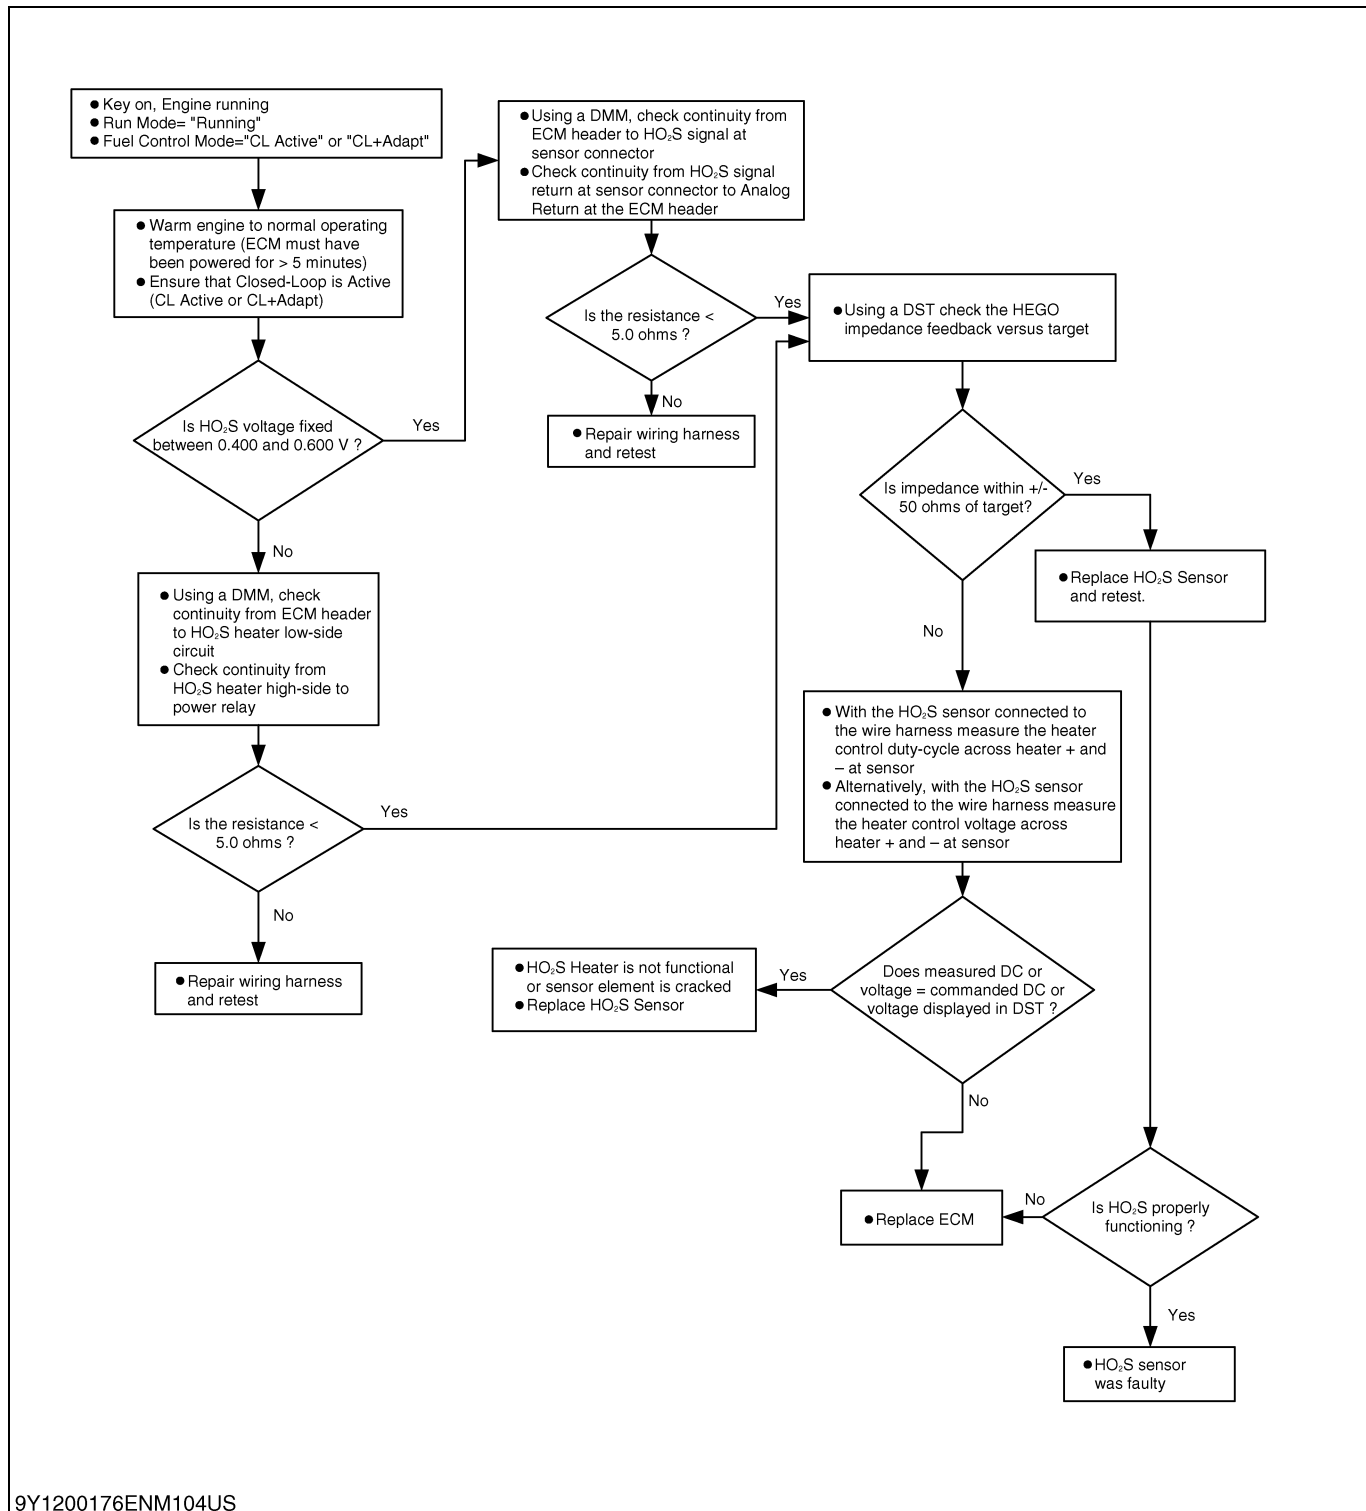 ● Key on, Engine running
● Run Mode= "Running"
● Fuel Control Mode="CL Active" or "CL+Adapt"
● Warm engine to normal operating
temperature (ECM must have
been powered for > 5 minutes)
● Ensure that Closed-Loop is Active
(CL Active or CL+Adapt)
Is HO₂S voltage fixed
between 0.400 and 0.600 V ?
Yes
No
● Using a DMM, check continuity from
ECM header to HO₂S signal at
sensor connector
● Check continuity from HO₂S signal
return at sensor connector to Analog
Return at the ECM header
Is the resistance <
5.0 ohms ?
Yes
No
● Repair wiring harness
and retest
● Using a DST check the HEGO
impedance feedback versus target
Is impedance within +/-
50 ohms of target?
Yes
No
● Replace HO₂S Sensor
and retest.
● Using a DMM, check
continuity from ECM header
to HO₂S heater low-side
circuit
● Check continuity from
HO₂S heater high-side to
power relay
Is the resistance <
5.0 ohms ?
Yes
No
● Repair wiring harness
and retest
● With the HO₂S sensor connected to
the wire harness measure the heater
control duty-cycle across heater + and
– at sensor
● Alternatively, with the HO₂S sensor
connected to the wire harness measure
the heater control voltage across
heater + and – at sensor
Does measured DC or
voltage = commanded DC or
voltage displayed in DST ?
Yes
No
● HO₂S Heater is not functional
or sensor element is cracked
● Replace HO₂S Sensor
● Replace ECM
Is HO₂S properly
functioning ?
No
Yes
● HO₂S sensor
was faulty
9Y1200176ENM104US